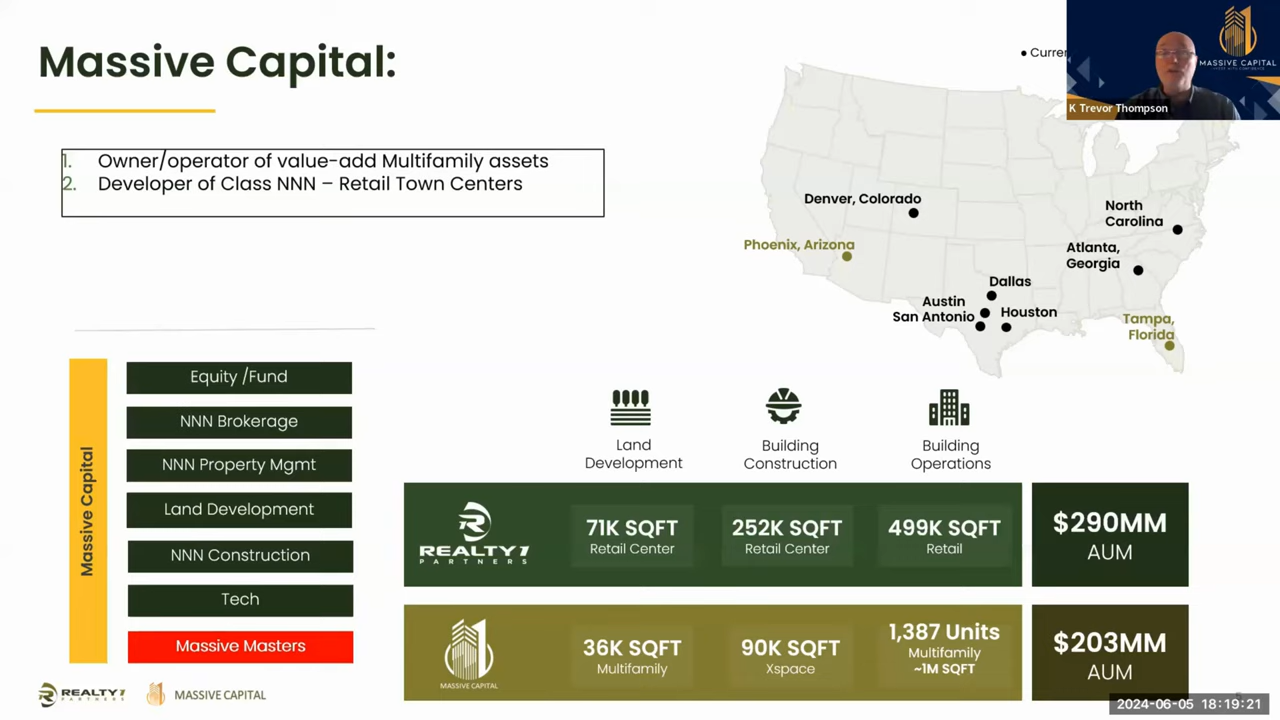 Massive Capital:
• Curre
MASSIVE CAPITAL
K Trevor Thompson
1. Owner/operator of value-add Multifamily assets
2. Developer of Class NNN – Retail Town Centers
Denver, Colorado
North
Carolina
Phoenix, Arizona
Atlanta,
Georgia
Dallas
Austin
San Antonio
Houston
Tampa,
Florida
Massive Capital
Equity /Fund
NNN Brokerage
NNN Property Mgmt
Land Development
NNN Construction
Tech
Massive Masters
Land
Development
Building
Construction
Building
Operations
REALTY1
PARTNERS
71K SQFT
Retail Center
252K SQFT
Retail Center
499K SQFT
Retail
$290MM
AUM
MASSIVE CAPITAL
36K SQFT
Multifamily
90K SQFT
Xspace
1,387 Units
Multifamily
~1M SQFT
$203MM
AUM
REALTY1
PARTNERS
MASSIVE CAPITAL
2024-06-05 18:19:21